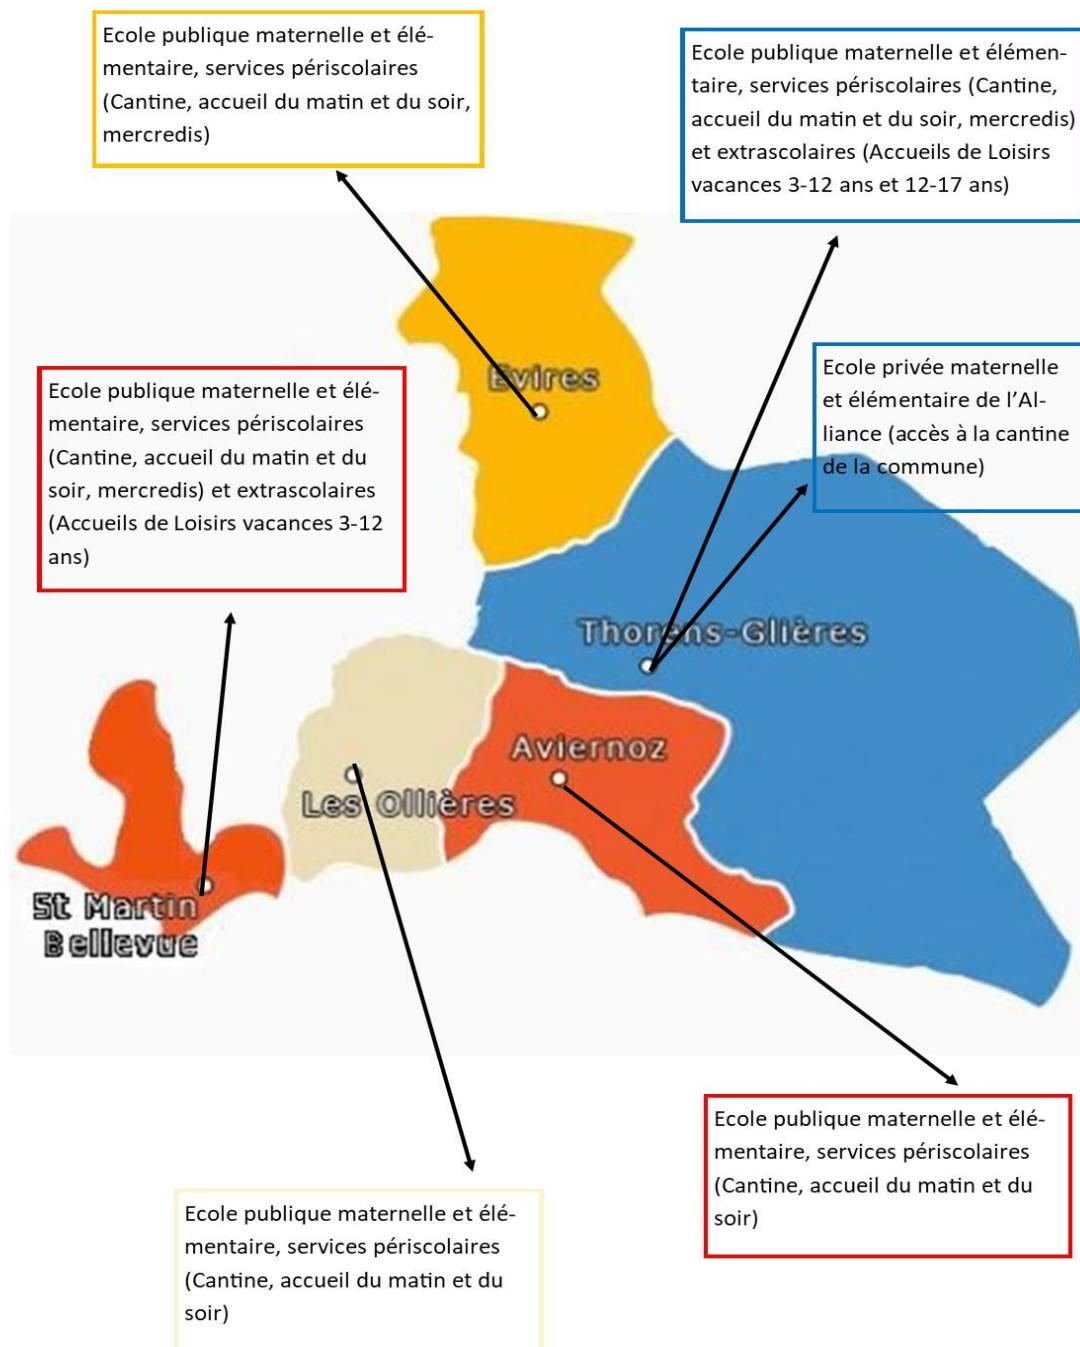 Ecole publique maternelle et élé-
mentaire, services périscolaires
(Cantine, accueil du matin et du soir,
mercredis)
Ecole publique maternelle et élémen-
taire, services périscolaires (Cantine,
accueil du matin et du soir, mercredis)
et extrascolaires (Accueils de Loisirs
vacances 3-12 ans et 12-17 ans)
Evires
Ecole privée maternelle
et élémentaire de l’Al-
liance (accès à la cantine
de la commune)
Ecole publique maternelle et élé-
mentaire, services périscolaires
(Cantine, accueil du matin et du
soir, mercredis) et extrascolaires
(Accueils de Loisirs vacances 3-12
ans)
Thorens-Glières
Aviernoz
Les Ollières
St Martin
Bellevue
Ecole publique maternelle et élé-
mentaire, services périscolaires
(Cantine, accueil du matin et du
soir)
Ecole publique maternelle et élé-
mentaire, services périscolaires
(Cantine, accueil du matin et du
soir)